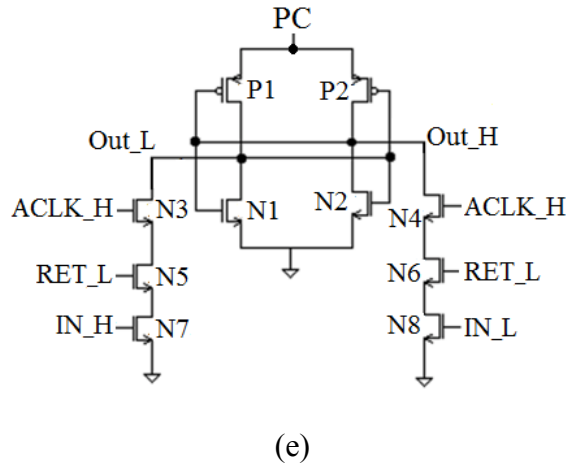 PC
P1 P2
Out_L Out_H
ACLK_H N3 N1 N2 N4 ACLK_H
RET_L N5 N6 RET_L
IN_H N7 N8 IN_L
(e)